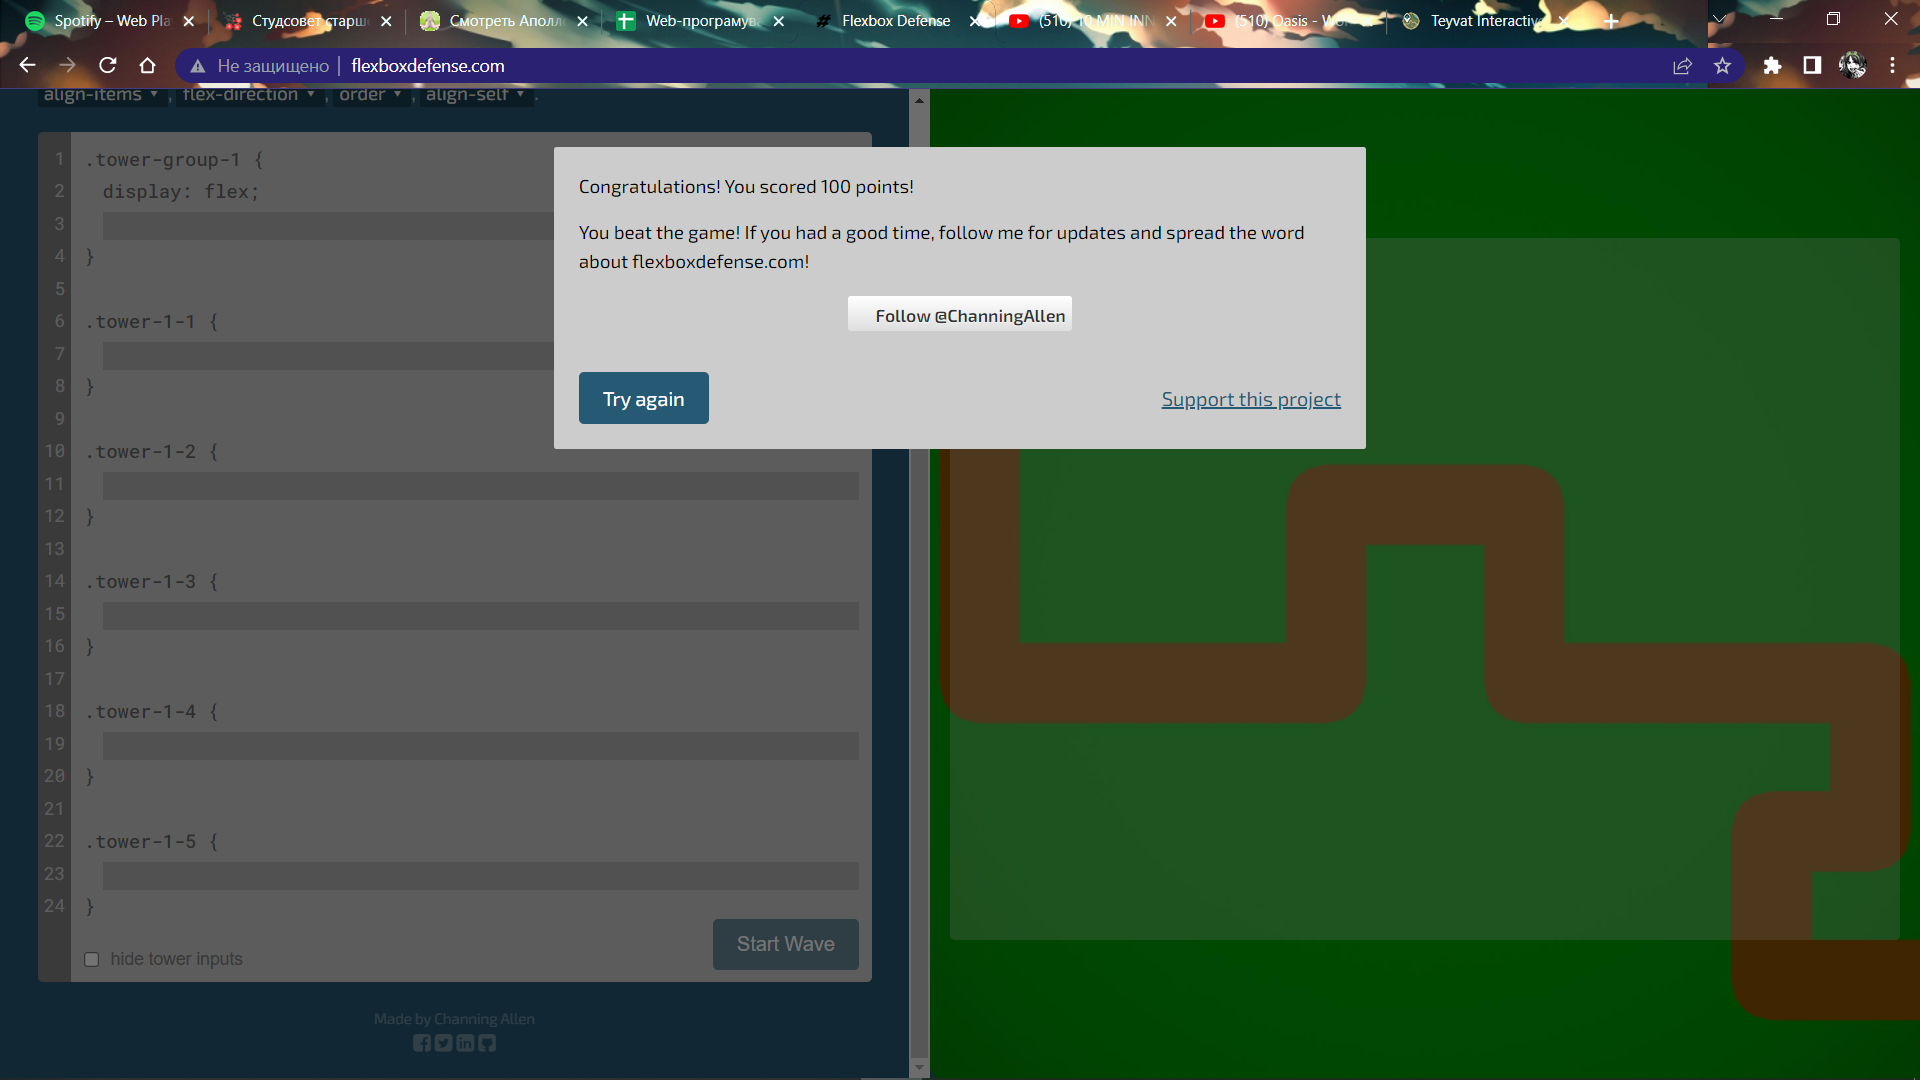 Spotify – Web Pla
Студсовет старш
Смотреть Аполл
Web-програмув
Flexbox Defense
(510) 10 MIN INN
(510) Oasis - Wo
Teyvat Interactiv
Не защищено | flexboxdefense.com
align-items ▾ , flex-direction ▾ , order ▾ , align-self ▾ .
1 .tower-group-1 {
2 display: flex;
3
4 }
5
6 .tower-1-1 {
7
8 }
9
10 .tower-1-2 {
11
12 }
13
14 .tower-1-3 {
15
16 }
17
18 .tower-1-4 {
19
20 }
21
22 .tower-1-5 {
23
24 }
hide tower inputs
Start Wave
Made by Channing Allen
Congratulations! You scored 100 points!
You beat the game! If you had a good time, follow me for updates and spread the word
about flexboxdefense.com!
Follow @ChanningAllen
Try again
Support this project